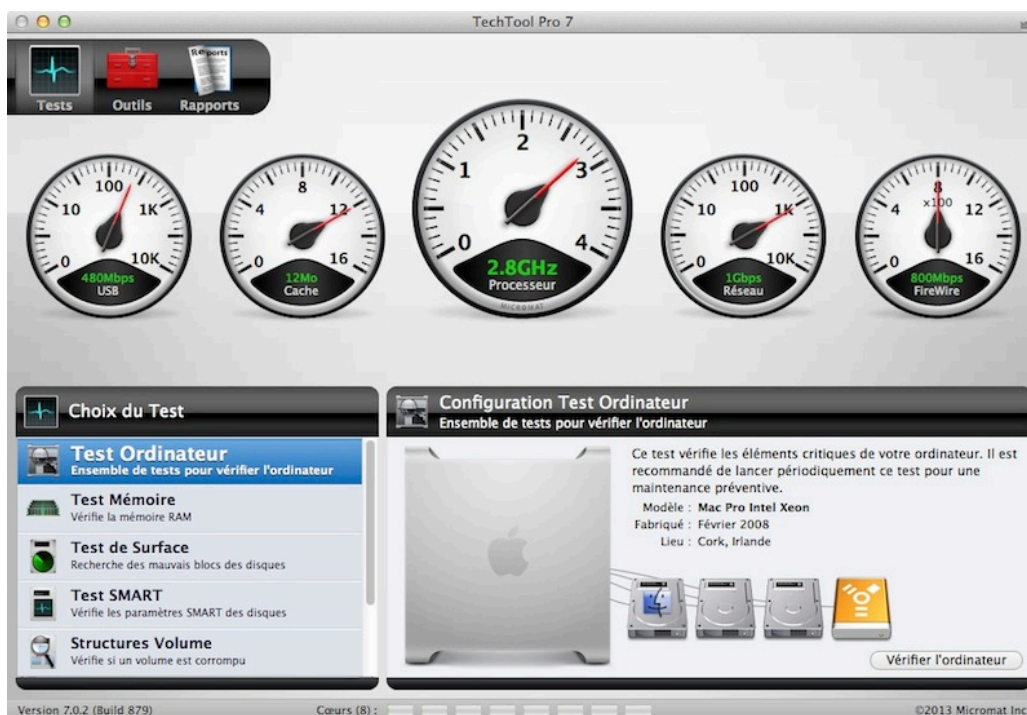 TechTool Pro 7
Reports
Tests Outils Rapports
0 10 100 1K 10K
480Mbps
USB
0 4 8 12 16
12Mo
Cache
0 1 2 3 4
2.8GHz
Processeur
MICROMAT
0 10 100 1K 10K
1Gbps
Réseau
0 4 8 12 16
x100
800Mbps
FireWire
Choix du Test
Test Ordinateur
Ensemble de tests pour vérifier l'ordinateur
Test Mémoire
Vérifie la mémoire RAM
Test de Surface
Recherche des mauvais blocs des disques
Test SMART
Vérifie les paramètres SMART des disques
Structures Volume
Vérifie si un volume est corrompu
Configuration Test Ordinateur
Ensemble de tests pour vérifier l'ordinateur
Ce test vérifie les éléments critiques de votre ordinateur. Il est
recommandé de lancer périodiquement ce test pour une
maintenance préventive.
Modèle : Mac Pro Intel Xeon
Fabriqué : Février 2008
Lieu : Cork, Irlande
Vérifier l'ordinateur
Version 7.0.2 (Build 879)
Cœurs (8) :
©2013 Micromat Inc